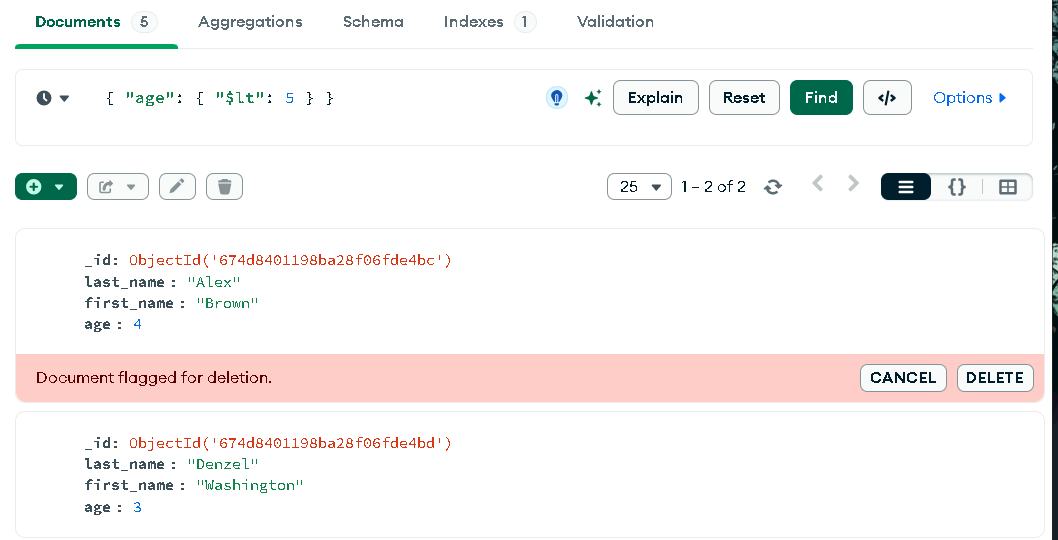 Documents 5 Aggregations Schema Indexes 1 Validation
{ "age": { "$lt": 5 } } Explain Reset Find </> Options
25 1 – 2 of 2 {}
_id: ObjectId('674d8401198ba28f06fde4bc')
last_name : "Alex"
first_name : "Brown"
age : 4
Document flagged for deletion. CANCEL DELETE
_id: ObjectId('674d8401198ba28f06fde4bd')
last_name : "Denzel"
first_name : "Washington"
age : 3